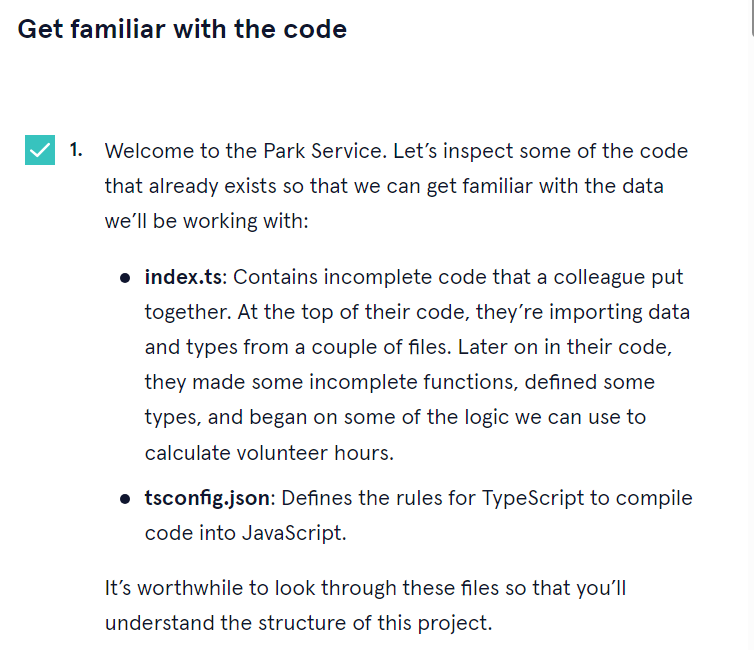 Get familiar with the code
1. Welcome to the Park Service. Let’s inspect some of the code
that already exists so that we can get familiar with the data
we’ll be working with:
● index.ts: Contains incomplete code that a colleague put
together. At the top of their code, they’re importing data
and types from a couple of files. Later on in their code,
they made some incomplete functions, defined some
types, and began on some of the logic we can use to
calculate volunteer hours.
● tsconfig.json: Defines the rules for TypeScript to compile
code into JavaScript.
It’s worthwhile to look through these files so that you’ll
understand the structure of this project.